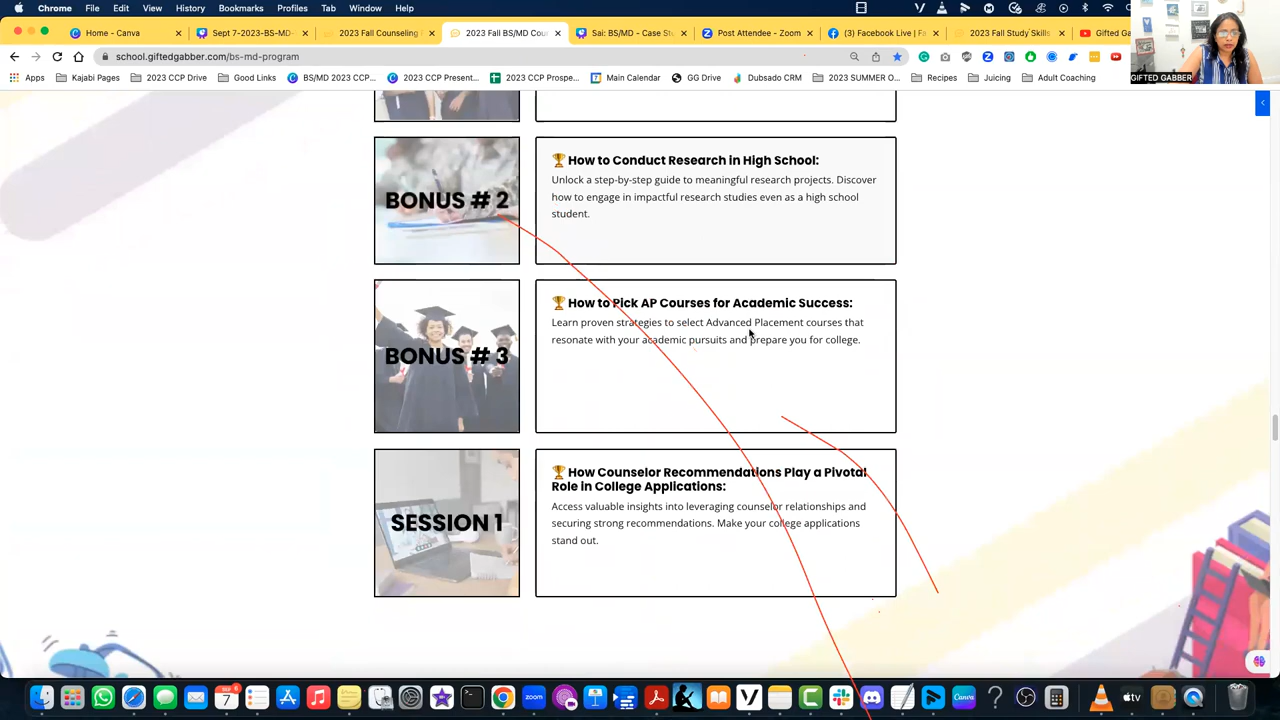 Chrome File Edit View History Bookmarks Profiles Tab Window Help
Home - Canva
Sept 7-2023-BS-MD-
2023 Fall Counseling
2023 Fall BS/MD Cou
Sai: BS/MD - Case St
Post Attendee - Zoom
(3) Facebook Live | Fa
2023 Fall Study Skills
Gifted Gabber
school.giftedgabber.com/bs-md-program
Apps Kajabi Pages 2023 CCP Drive Good Links BS/MD 2023 CCP... 2023 CCP Present... 2023 CCP Prospe... Main Calendar GG Drive Dubsado CRM 2023 SUMMER O... Recipes Juicing Adult Coaching
GIFTED GABBER
BONUS # 2
🏆How to Conduct Research in High School:
Unlock a step-by-step guide to meaningful research projects. Discover
how to engage in impactful research studies even as a high school
student.
BONUS # 3
🏆How to Pick AP Courses for Academic Success:
Learn proven strategies to select Advanced Placement courses that
resonate with your academic pursuits and prepare you for college.
SESSION 1
🏆How Counselor Recommendations Play a Pivotal
Role in College Applications:
Access valuable insights into leveraging counselor relationships and
securing strong recommendations. Make your college applications
stand out.
SEP
7
zoom
Canva
tv